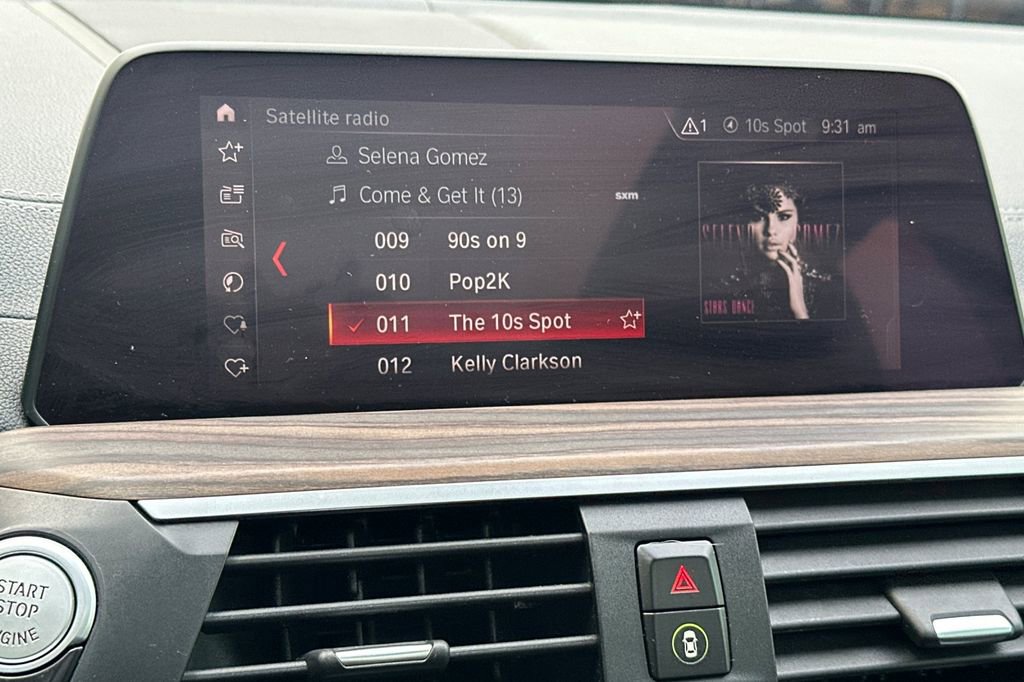 Satellite radio
1 10s Spot 9:31 am
Selena Gomez
Come & Get It (13)
sxm
009 90s on 9
010 Pop2K
011 The 10s Spot
012 Kelly Clarkson
SELENA GOMEZ
STARS DANCE
START
STOP
ENGINE